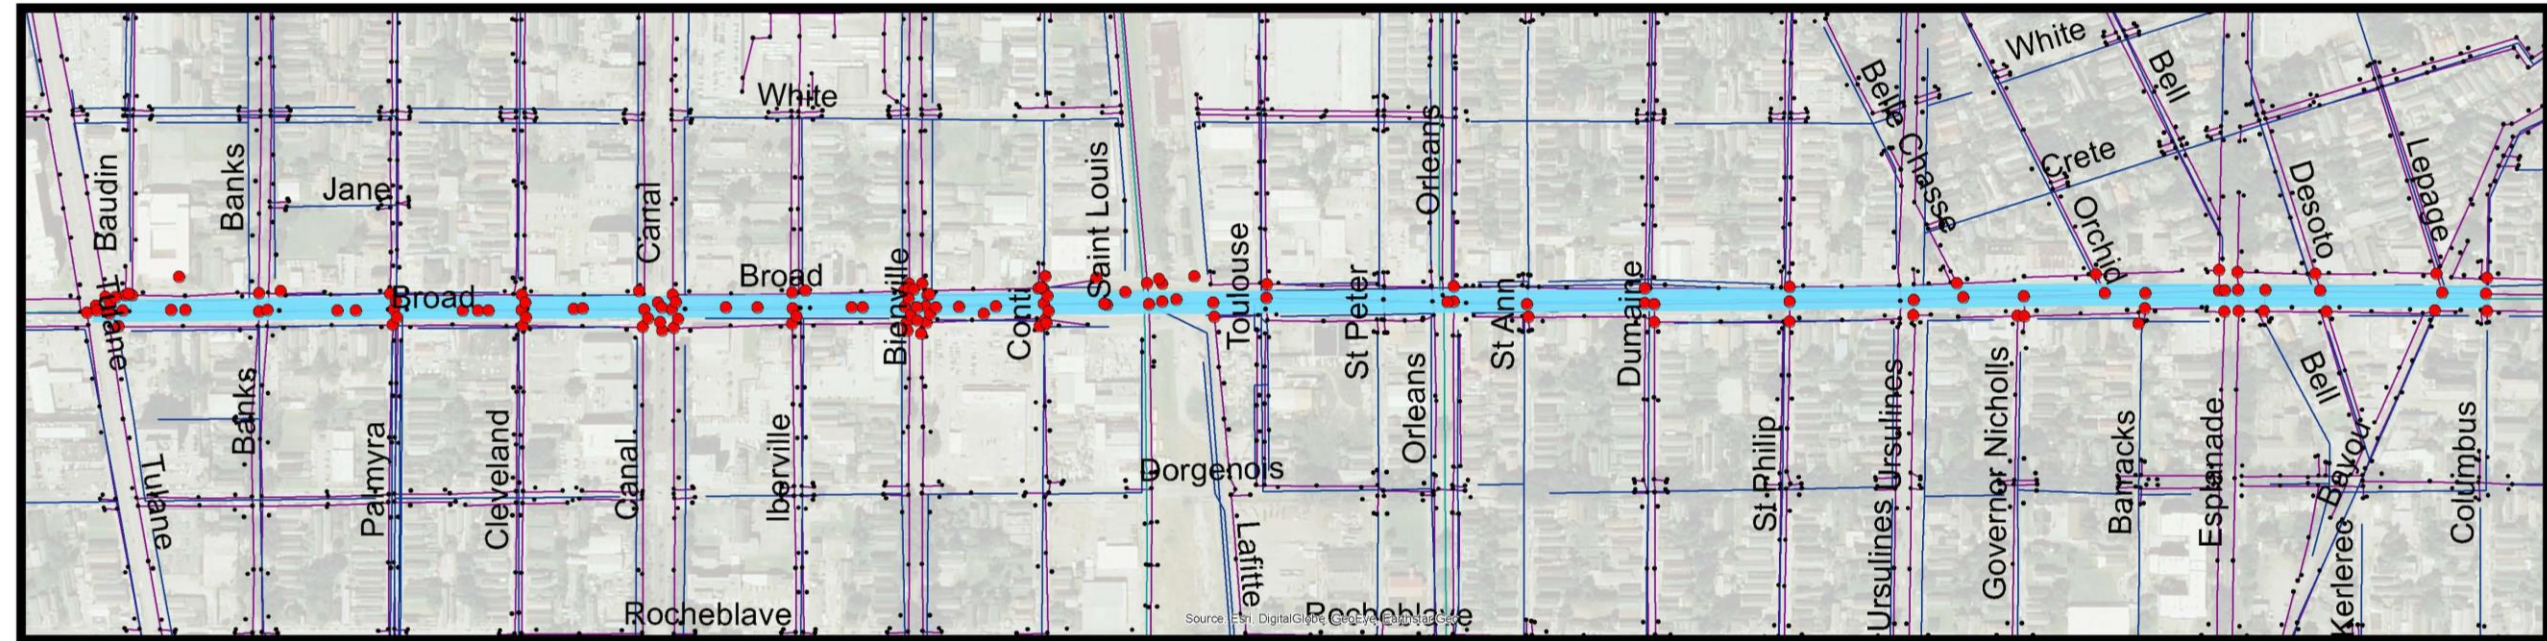 White
Bell
Belle Chasse
White
Orleans
Crete
Lepage
Baudin
Banks
Jane
Canal
Saint Louis
Desoto
Orchid
Toulouse
Broad
Bienville
Broad
Tulane
Conti
St Peter
St Ann
Dumaine
Banks
Orleans
Ursulines
Governor Nicholls
Bell
Palmyra
Cleveland
Canal
Iberville
St Philip
Barracks
Esplanade
Bayou
Columbus
Tulane
Dorgenois
Lafitte
Ursulines
Ursulines
Kerlerec
Rocheblave
Rocheblave
Source: Esri, DigitalGlobe, GeoEye, Earthstar Geo